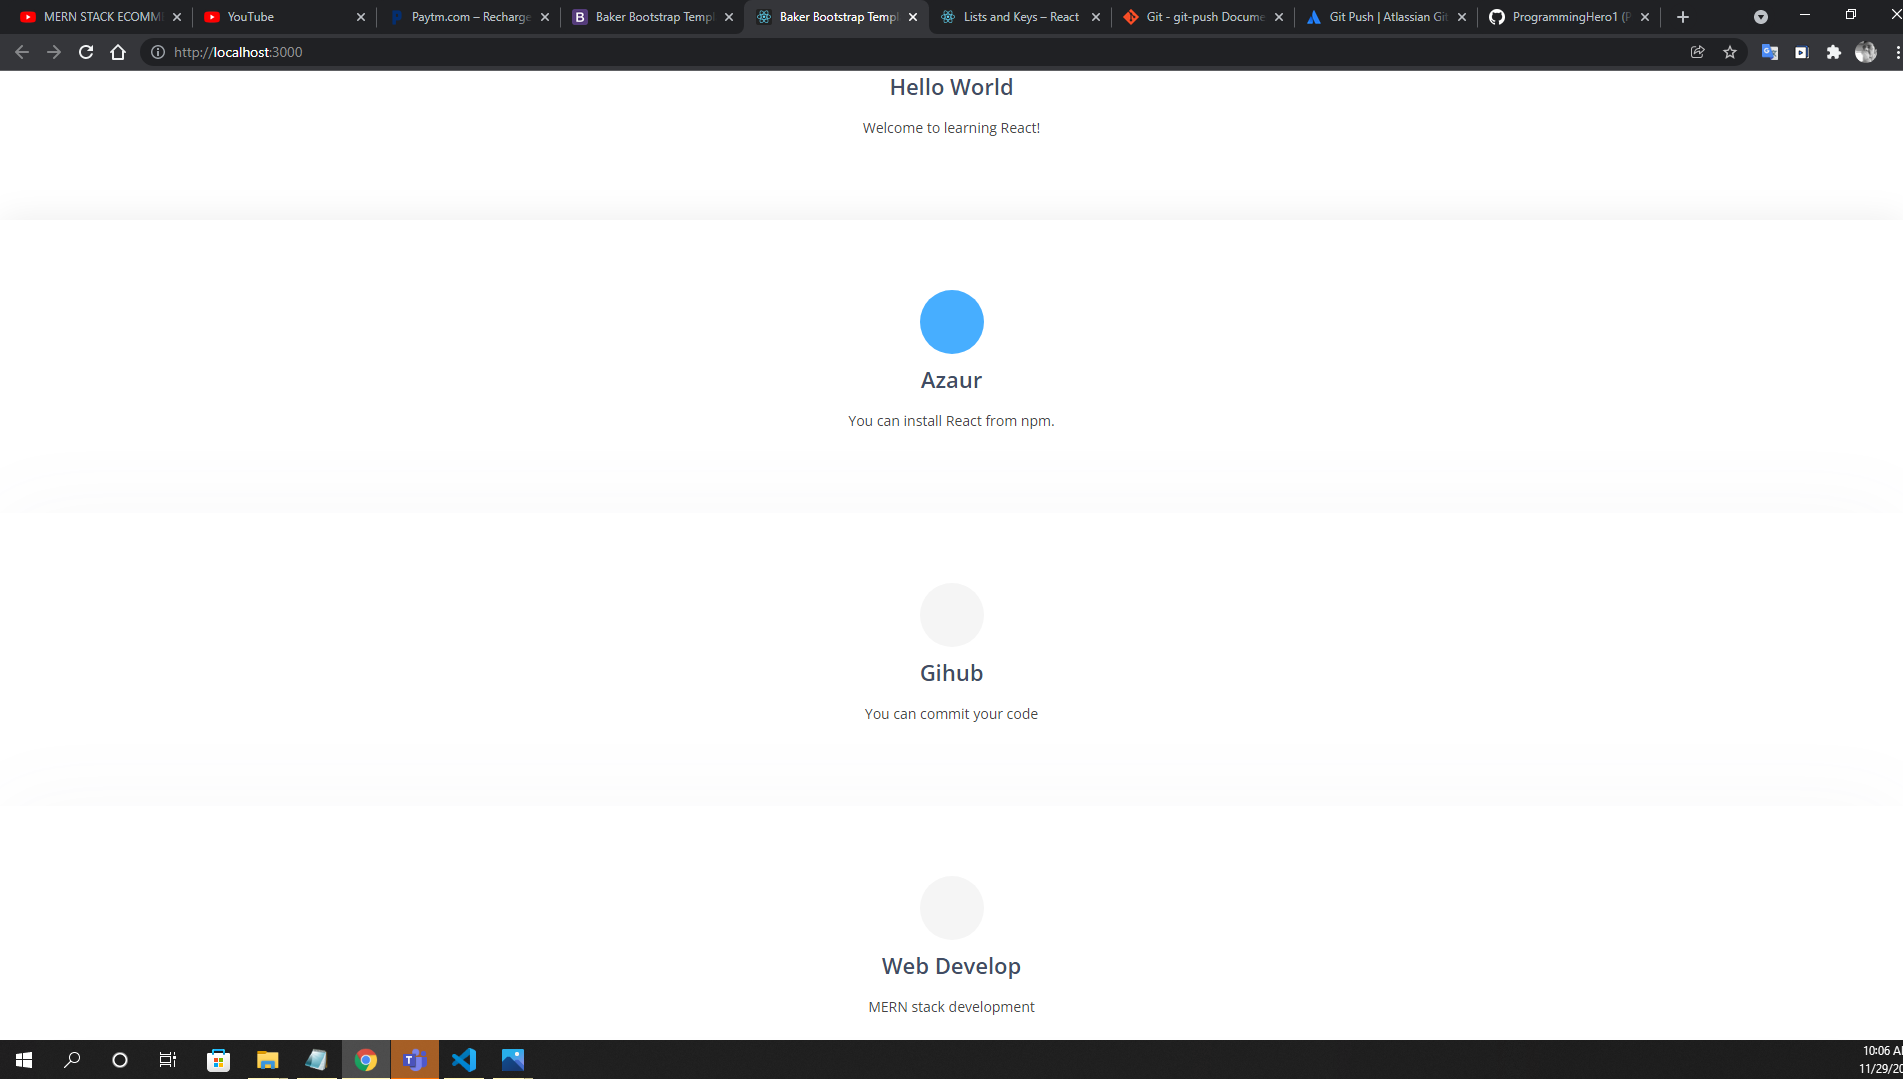 MERN STACK ECOMM
YouTube
Paytm.com – Recharge
Baker Bootstrap Templ
Baker Bootstrap Templ
Lists and Keys – React
Git - git-push Docume
Git Push | Atlassian Git
ProgrammingHero1 (P
http://localhost:3000
Hello World
Welcome to learning React!
Azaur
You can install React from npm.
Gihub
You can commit your code
Web Develop
MERN stack development
10:06 A
11/29/20